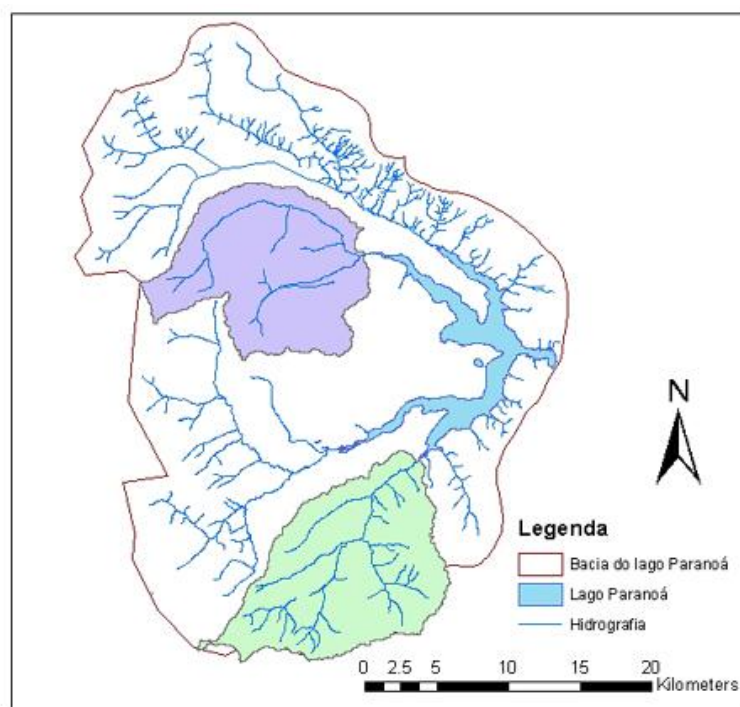 N
Legenda
Bacia do lago Paranoá
Lago Paranoá
Hidrografia
0 2.5 5 10 15 20
Kilometers